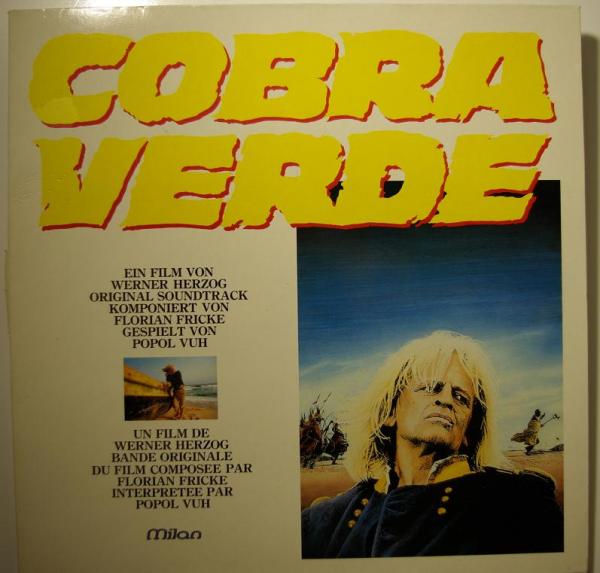 COBRA
VERDE
EIN FILM VON
WERNER HERZOG
ORIGINAL SOUNDTRACK
KOMPONIERT VON
FLORIAN FRICKE
GESPIELT VON
POPOL VUH
UN FILM DE
WERNER HERZOG
BANDE ORIGINALE
DU FILM COMPOSEE PAR
FLORIAN FRICKE
INTERPRETEE PAR
POPOL VUH
milan